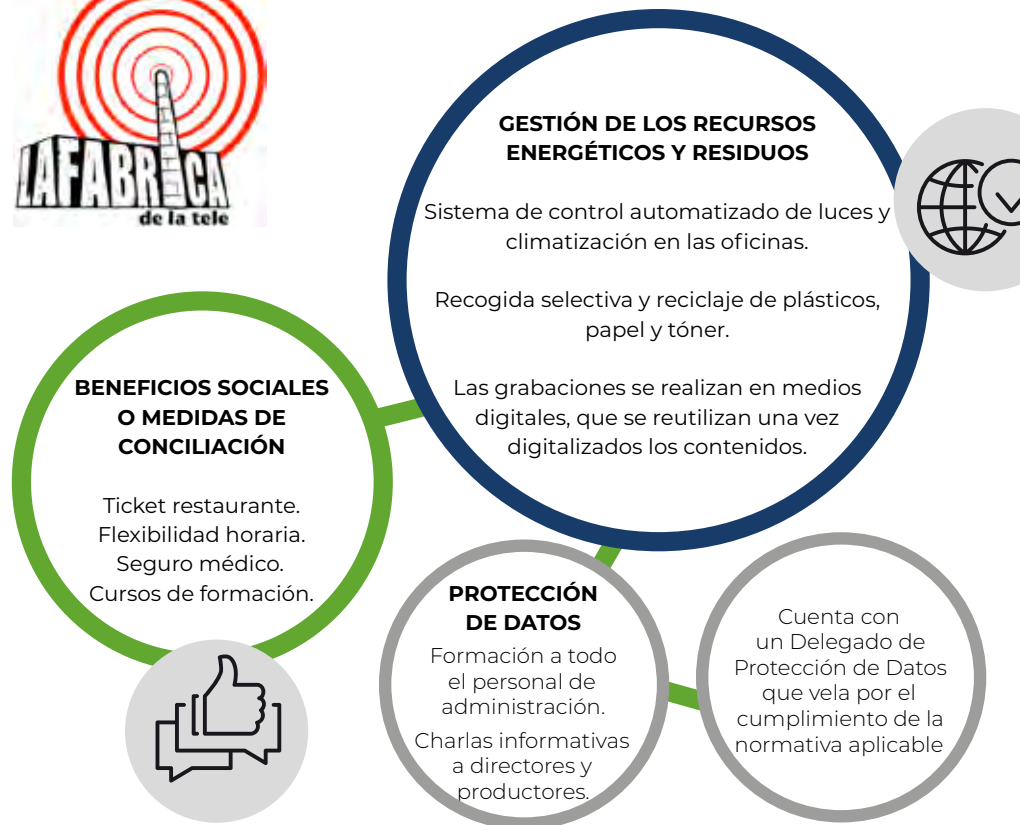 LAFABRICA
de la tele
GESTIÓN DE LOS RECURSOS
ENERGÉTICOS Y RESIDUOS
Sistema de control automatizado de luces y
climatización en las oficinas.
Recogida selectiva y reciclaje de plásticos,
papel y tóner.
Las grabaciones se realizan en medios
digitales, que se reutilizan una vez
digitalizados los contenidos.
BENEFICIOS SOCIALES
O MEDIDAS DE
CONCILIACIÓN
Ticket restaurante.
Flexibilidad horaria.
Seguro médico.
Cursos de formación.
PROTECCIÓN
DE DATOS
Formación a todo
el personal de
administración.
Charlas informativas
a directores y
productores.
Cuenta con
un Delegado de
Protección de Datos
que vela por el
cumplimiento de la
normativa aplicable